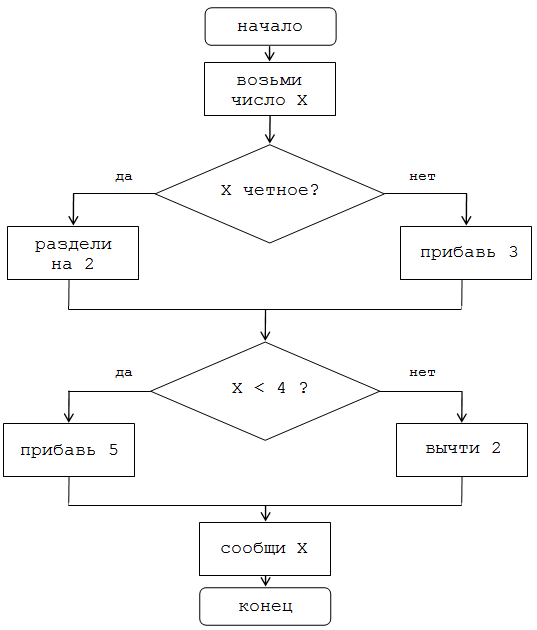 начало
возьми
число X
да
нет
X четное?
раздели
на 2
прибавь 3
да
нет
X < 4 ?
прибавь 5
вычти 2
сообщи X
конец